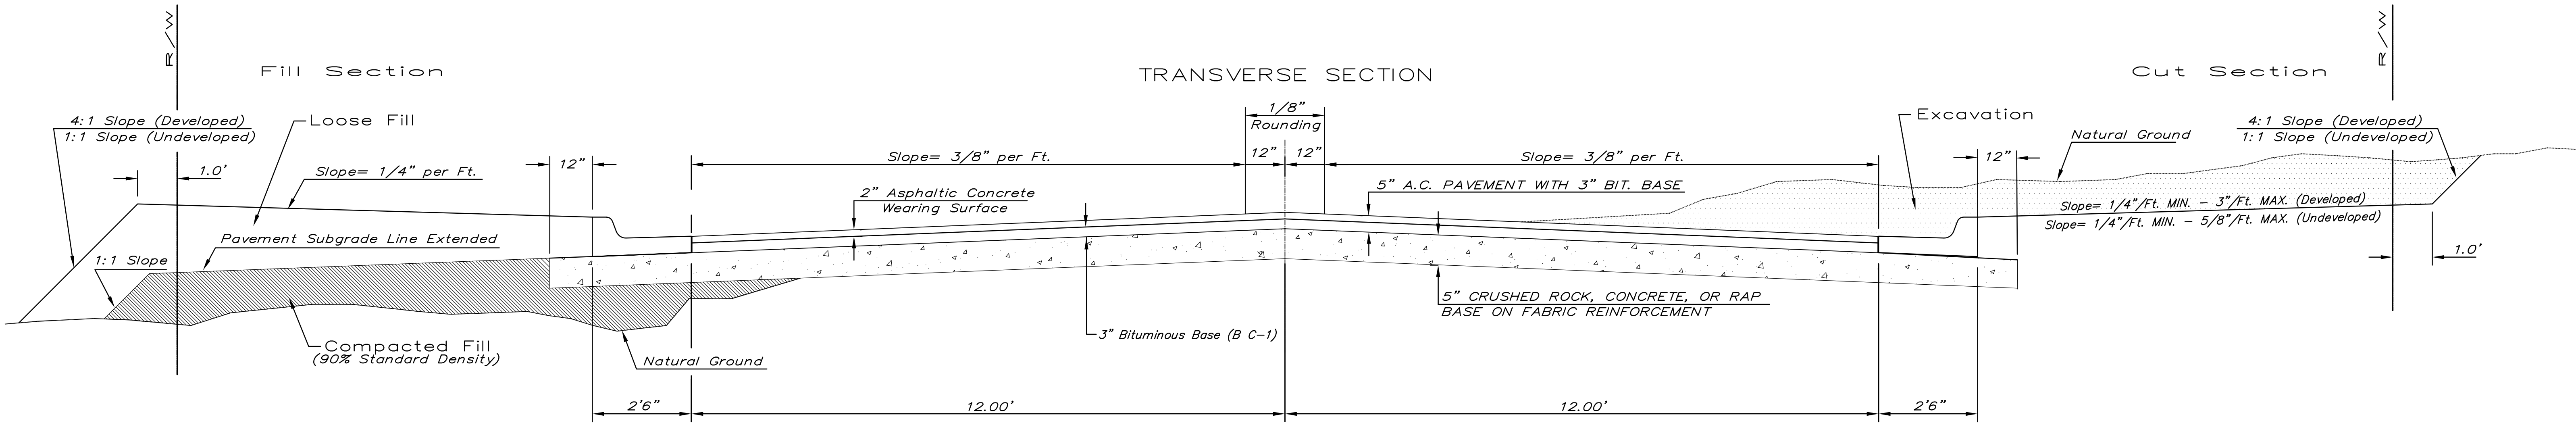 R/W
R/W
Fill Section
TRANSVERSE SECTION
Cut Section
4:1 Slope (Developed)
1:1 Slope (Undeveloped)
Loose Fill
1/8"
Rounding
Excavation
Natural Ground
4:1 Slope (Developed)
1:1 Slope (Undeveloped)
1.0'
Slope= 1/4" per Ft.
12"
Slope= 3/8" per Ft.
12"
12"
Slope= 3/8" per Ft.
12"
2" Asphaltic Concrete
Wearing Surface
5" A.C. PAVEMENT WITH 3" BIT. BASE
Slope= 1/4"/Ft. MIN. - 3"/Ft. MAX. (Developed)
Slope= 1/4"/Ft. MIN. - 5/8"/Ft. MAX. (Undeveloped)
Pavement Subgrade Line Extended
1:1 Slope
1.0'
5" CRUSHED ROCK, CONCRETE, OR RAP
BASE ON FABRIC REINFORCEMENT
3" Bituminous Base (B C-1)
Compacted Fill
(90% Standard Density)
Natural Ground
2'6"
12.00'
12.00'
2'6"